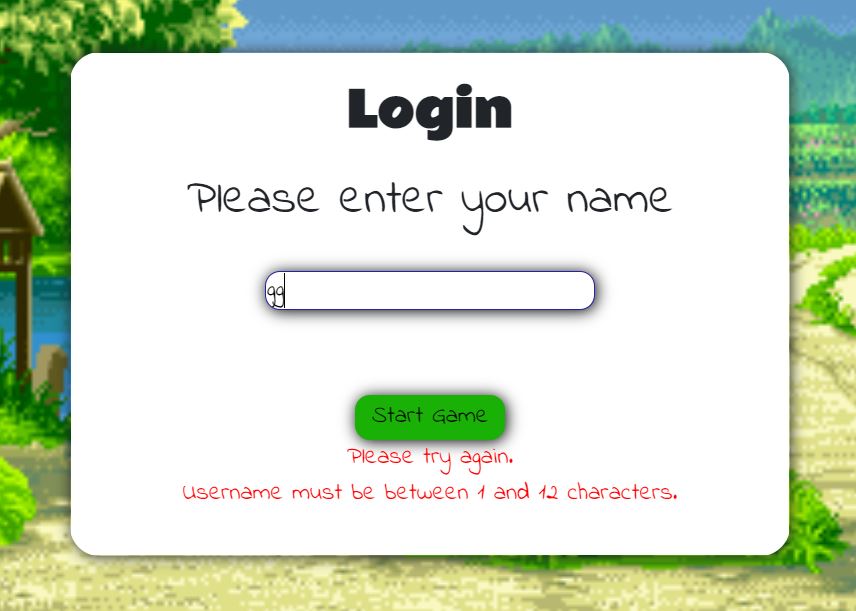 Login
Please enter your name
gg
Start Game
Please try again.
Username must be between 1 and 12 characters.